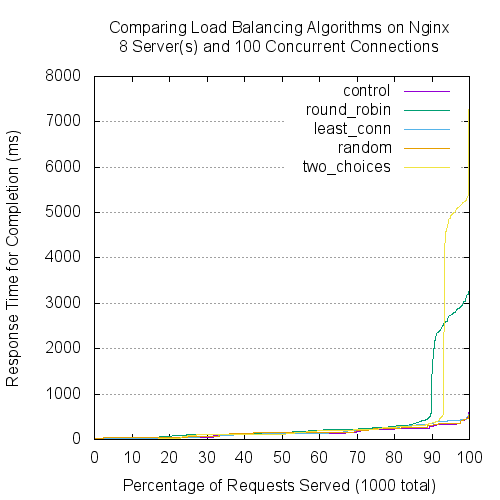 Comparing Load Balancing Algorithms on Nginx
8 Server(s) and 100 Concurrent Connections
8000
7000
6000
5000
4000
3000
2000
1000
0
Response Time for Completion (ms)
control
round_robin
least_conn
random
two_choices
0 10 20 30 40 50 60 70 80 90 100
Percentage of Requests Served (1000 total)